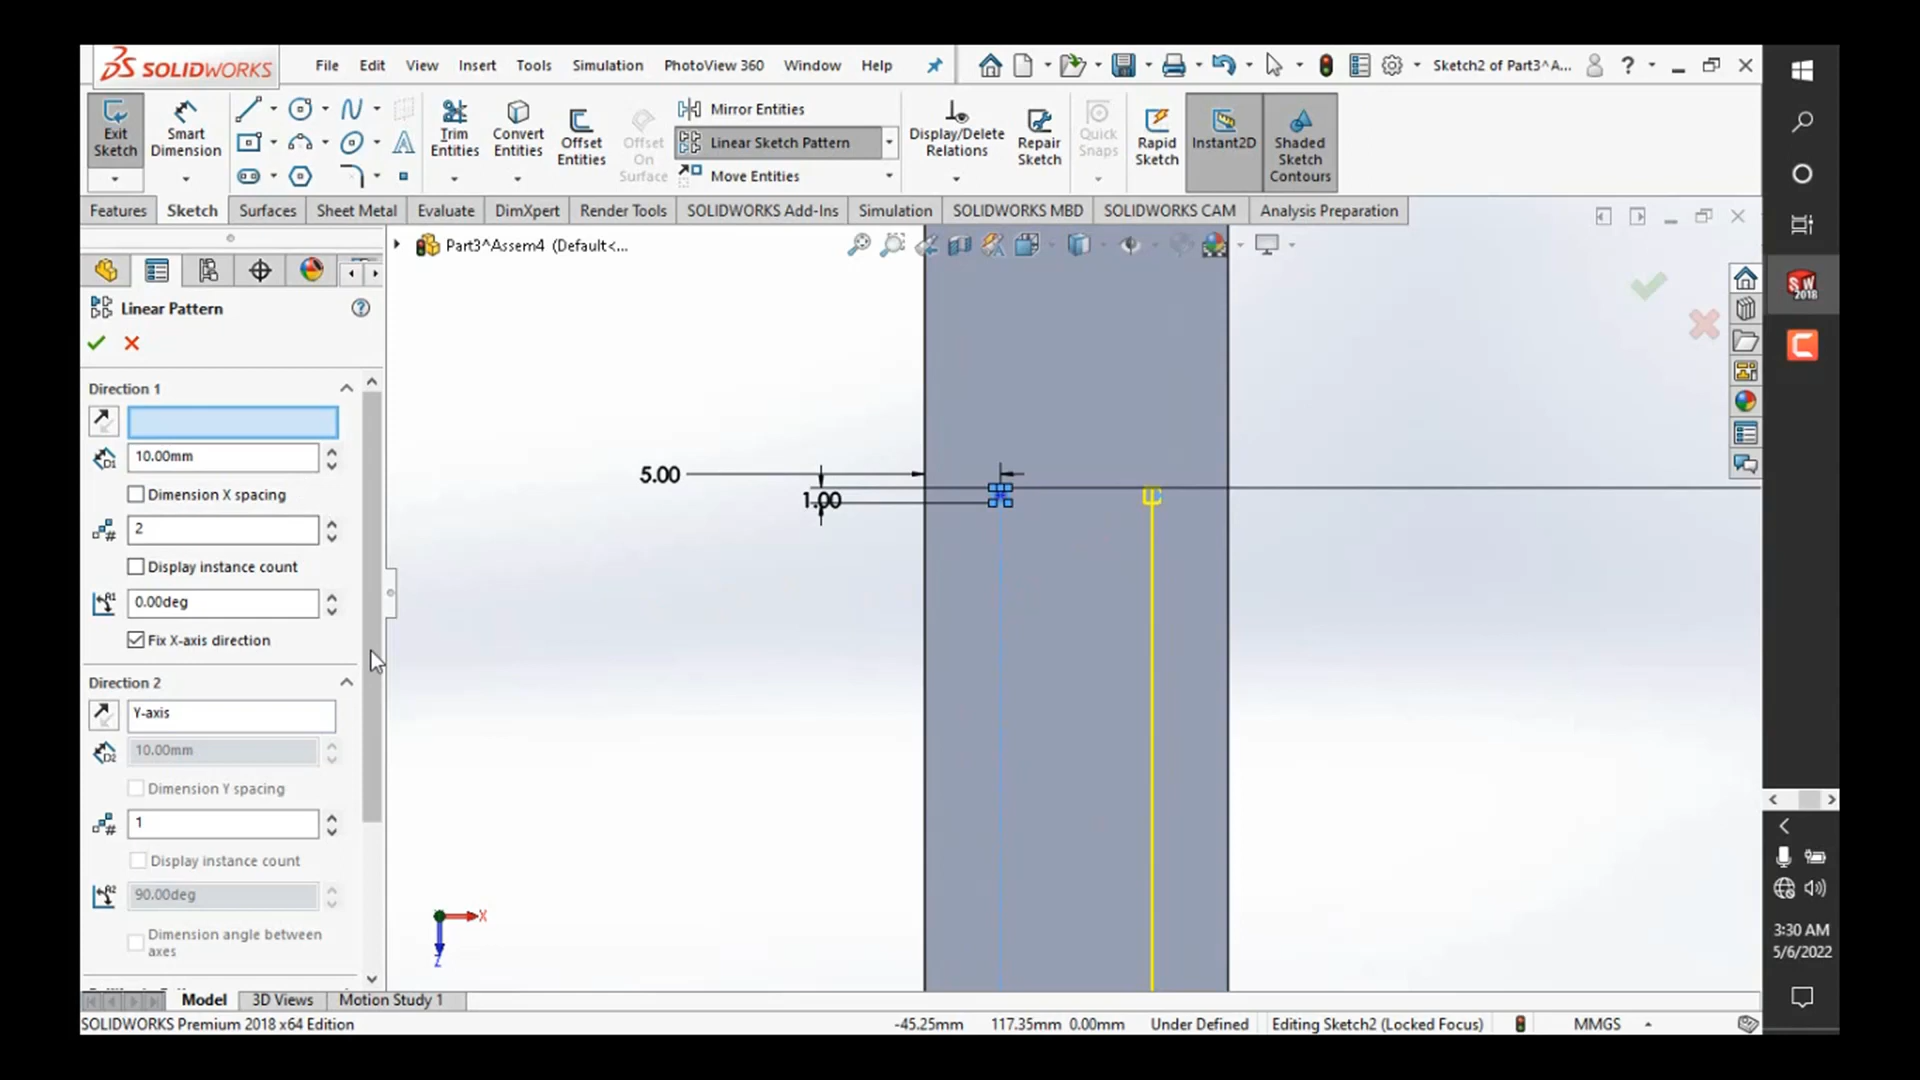 SOLIDWORKS File Edit View Insert Tools Simulation PhotoView 360 Window Help Sketch2 of Part3^A... ?
Exit Sketch
Smart Dimension
Trim Entities
Convert Entities
Offset Entities
Offset On Surface
Mirror Entities
Linear Sketch Pattern
Move Entities
Display/Delete Relations
Repair Sketch
Quick Snaps
Rapid Sketch
Instant2D
Shaded Sketch Contours
Features Sketch Surfaces Sheet Metal Evaluate DimXpert Render Tools SOLIDWORKS Add-Ins Simulation SOLIDWORKS MBD SOLIDWORKS CAM Analysis Preparation
Part3^Assem4 (Default<...
Linear Pattern
Direction 1
10.00mm
Dimension X spacing
2
Display instance count
0.00deg
Fix X-axis direction
Direction 2
Y-axis
10.00mm
Dimension Y spacing
1
Display instance count
90.00deg
Dimension angle between
axes
5.00
1.00
X
Z
SW
2018
3:30 AM
5/6/2022
Model 3D Views Motion Study 1
SOLIDWORKS Premium 2018 x64 Edition -45.25mm 117.35mm 0.00mm Under Defined Editing Sketch2 (Locked Focus) MMGS